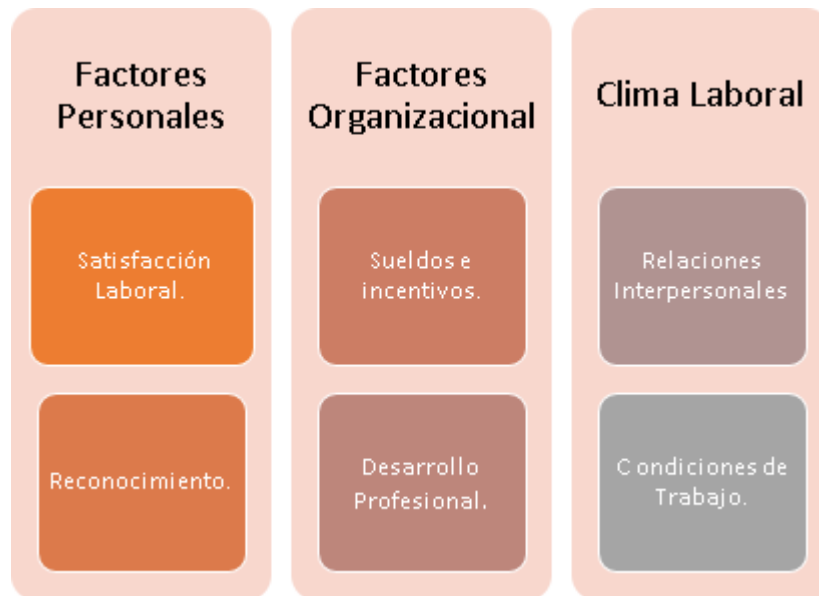 Factores
Personales
Satisfacción
Laboral.
Reconocimiento.
Factores
Organizacional
Sueldos e
incentivos.
Desarrollo
Profesional.
Clima Laboral
Relaciones
Interpersonales
Condiciones de
Trabajo.